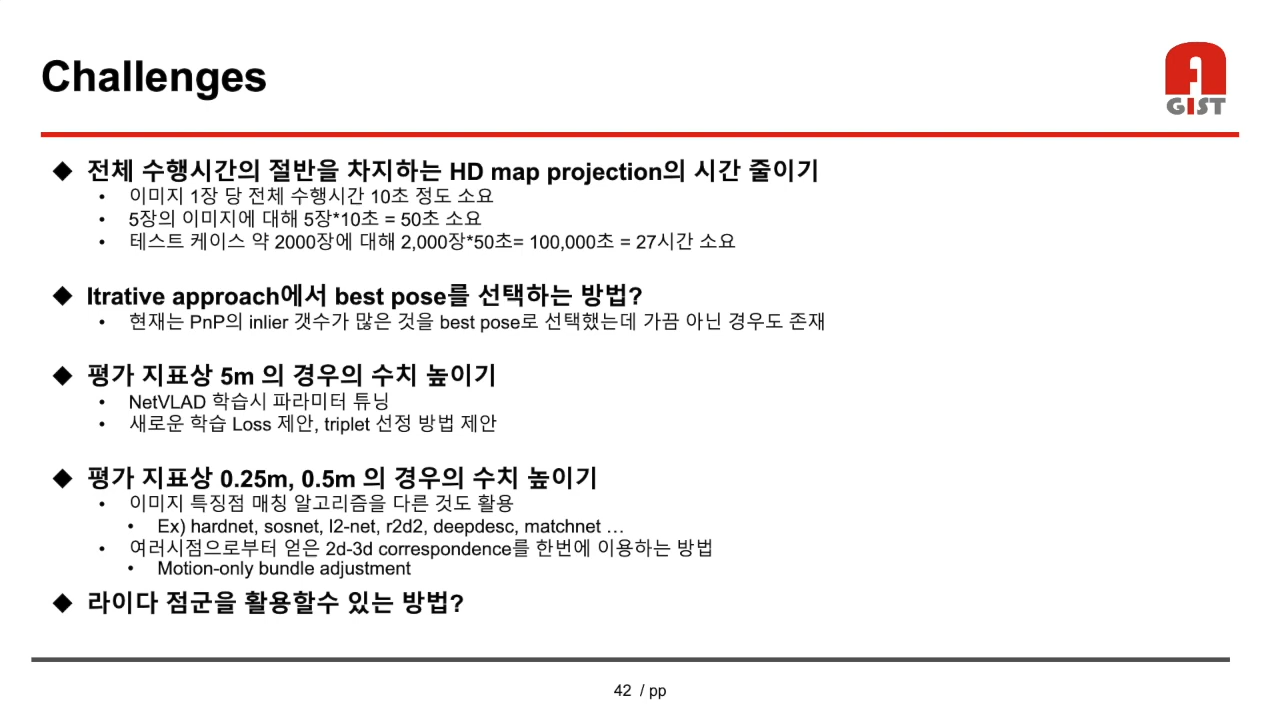 Challenges
GIST
◆ 전체 수행시간의 절반을 차지하는 HD map projection의 시간 줄이기
• 이미지 1장 당 전체 수행시간 10초 정도 소요
• 5장의 이미지에 대해 5장*10초 = 50초 소요
• 테스트 케이스 약 2000장에 대해 2,000장*50초= 100,000초 = 27시간 소요
◆ Itrative approach에서 best pose를 선택하는 방법?
• 현재는 PnP의 inlier 갯수가 많은 것을 best pose로 선택했는데 가끔 아닌 경우도 존재
◆ 평가 지표상 5m 의 경우의 수치 높이기
• NetVLAD 학습시 파라미터 튜닝
• 새로운 학습 Loss 제안, triplet 선정 방법 제안
◆ 평가 지표상 0.25m, 0.5m 의 경우의 수치 높이기
• 이미지 특징점 매칭 알고리즘을 다른 것도 활용
• Ex) hardnet, sosnet, l2-net, r2d2, deepdesc, matchnet …
• 여러시점으로부터 얻은 2d-3d correspondence를 한번에 이용하는 방법
• Motion-only bundle adjustment
◆ 라이다 점군을 활용할수 있는 방법?
42 / pp